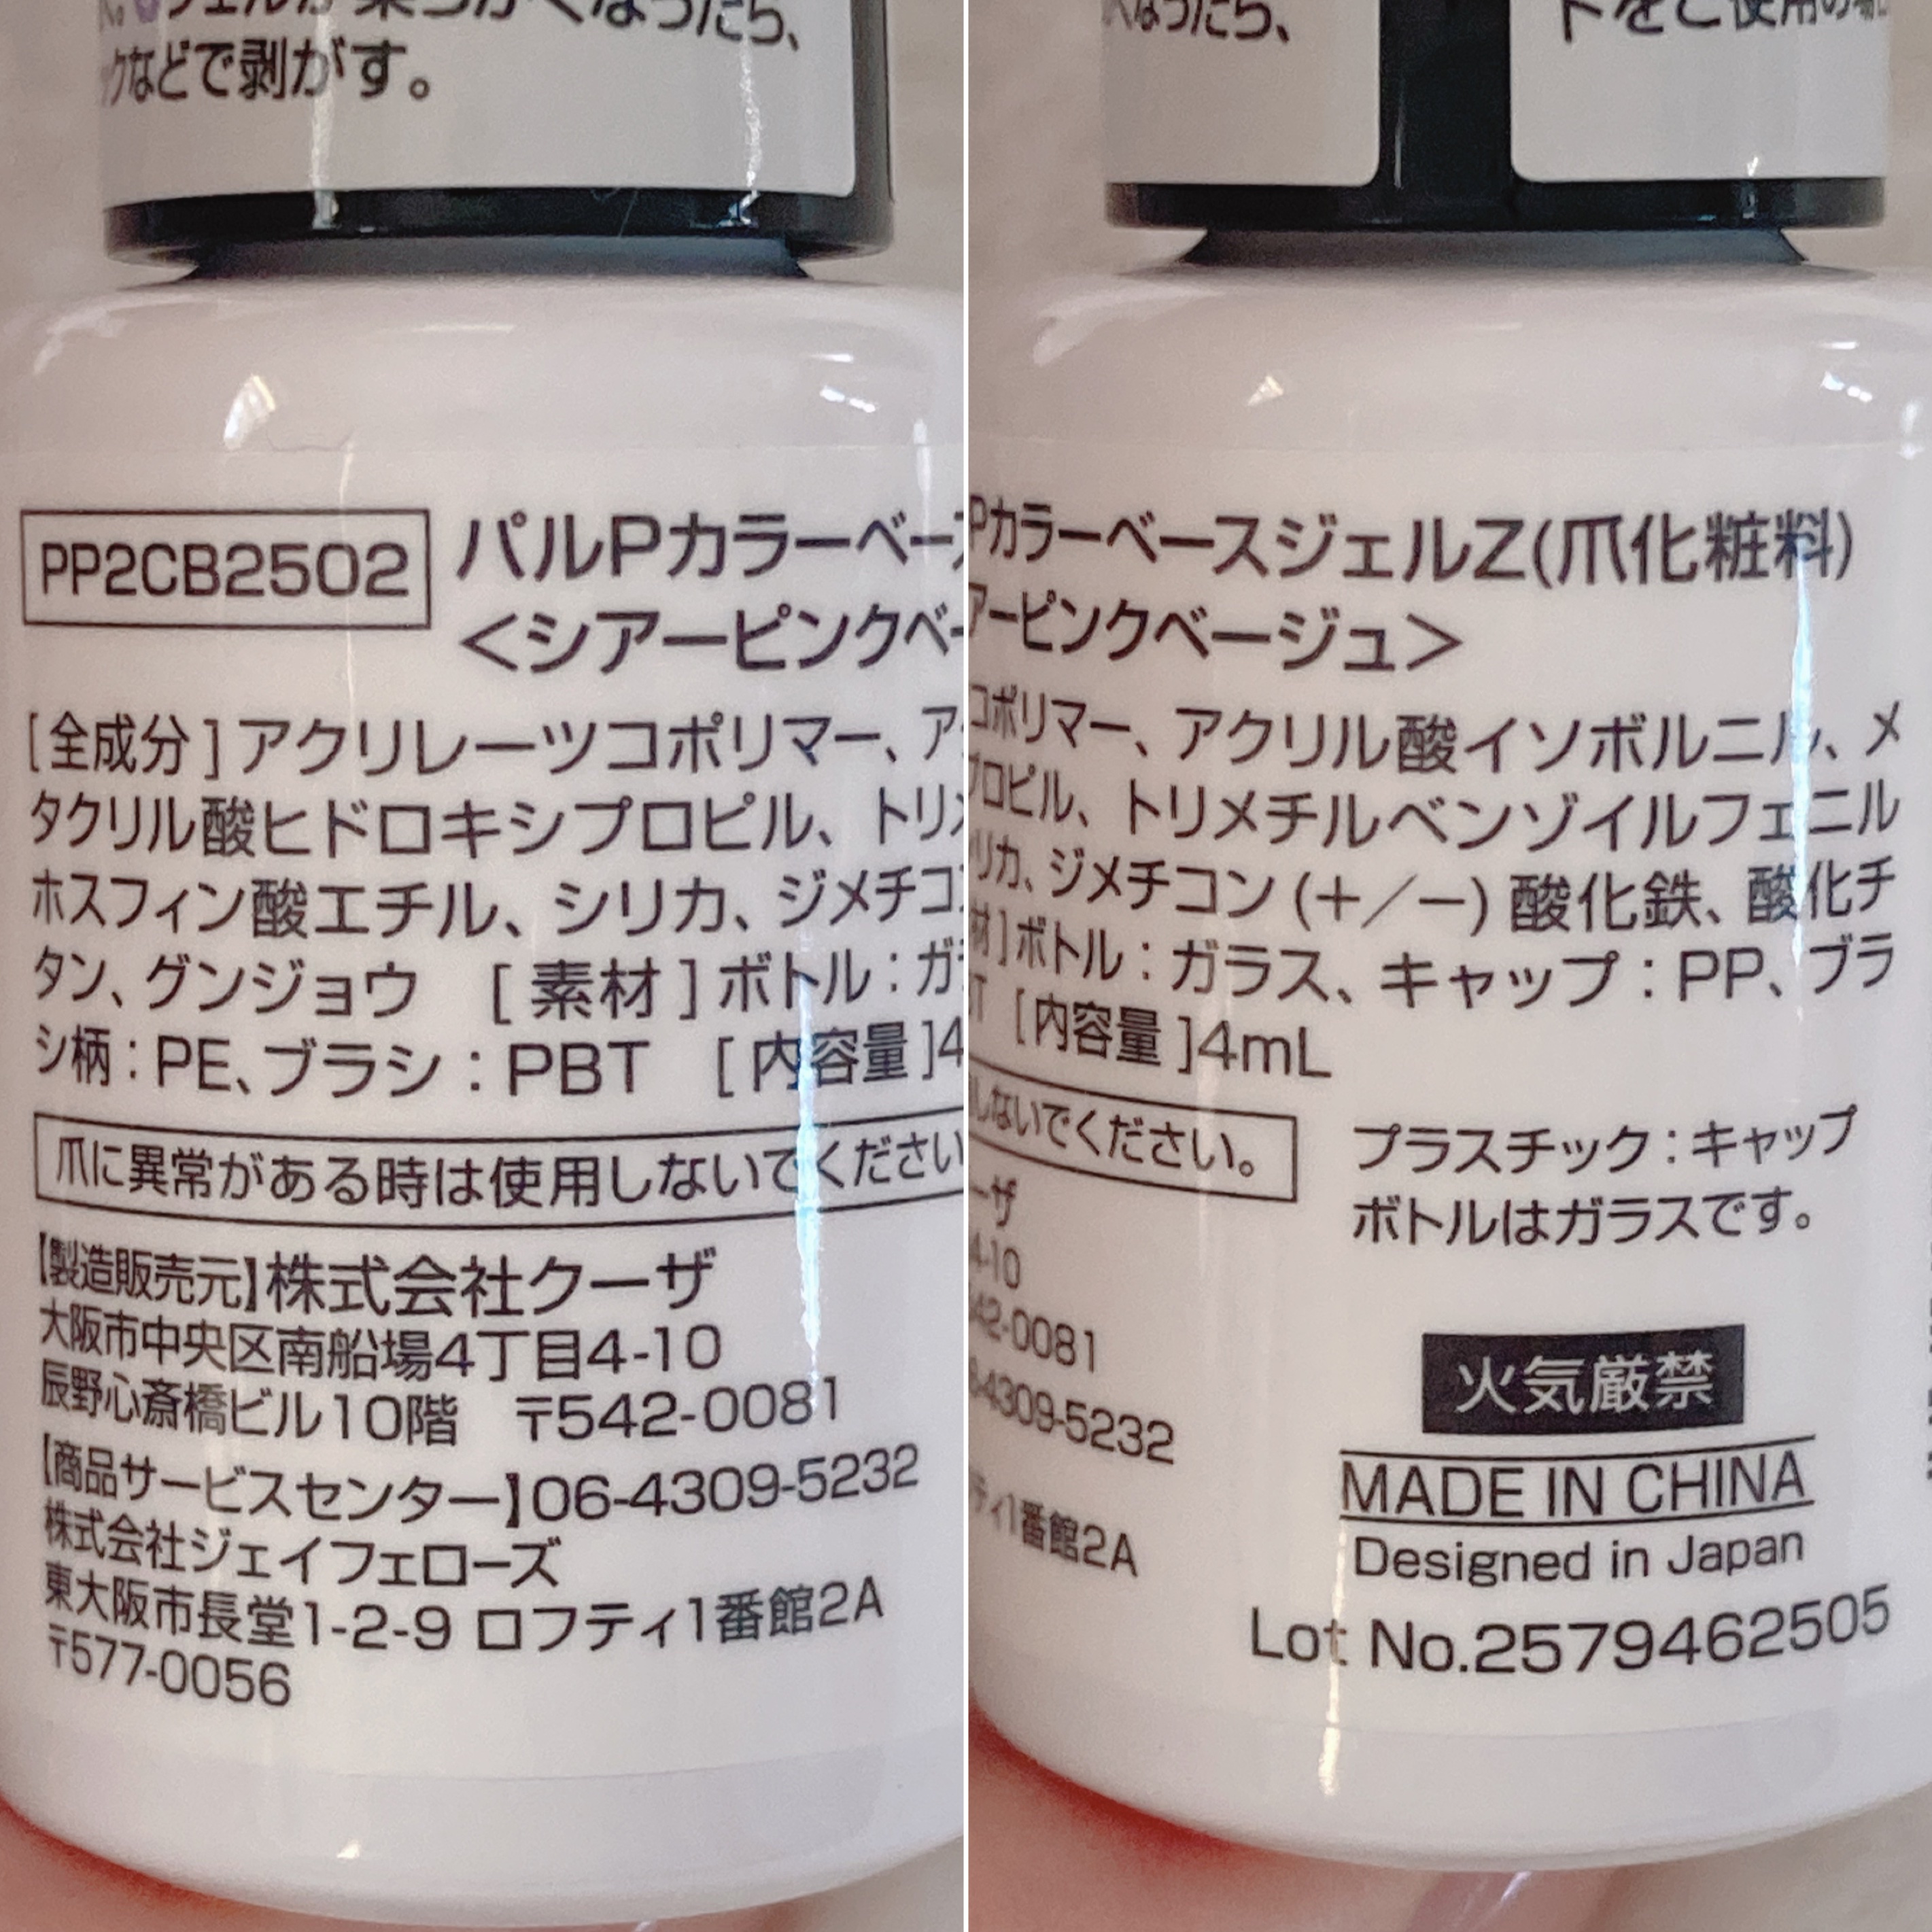 ジェルが柔らかくなったら、
などで剥がす。
PP2CB2502
パルPカラーベー
<シアーピンクベー
[全成分]アクリレーツコポリマー、ア
タクリル酸ヒドロキシプロピル、トリメ
ホスフィン酸エチル、シリカ、ジメチコ
タン、グンジョウ [素材]ボトル:ガ
シ柄:PE、ブラシ:PBT [内容量]4
爪に異常がある時は使用しないでください
【製造販売元】株式会社クーザ
大阪市中央区南船場4丁目4-10
辰野心斎橋ビル10階 〒542-0081
【商品サービスセンター】06-4309-5232
株式会社ジェイフェローズ
東大阪市長堂1-2-9 ロフティ1番館2A
〒577-0056
なったら、
トをご使用の場
PカラーベースジェルZ(爪化粧料)
アーピンクベージュ>
コポリマー、アクリル酸イソボルニル、メ
プロピル、トリメチルベンゾイルフェニル
リカ、ジメチコン(+/-)酸化鉄、酸化チ
材]ボトル:ガラス、キャップ:PP、ブラ
T [内容量]4mL
しないでください。
プラスチック:キャップ
ボトルはガラスです。
ーザ
4-10
42-0081
-4309-5232
ティ1番館2A
火気厳禁
MADE IN CHINA
Designed in Japan
Lot No.2579462505